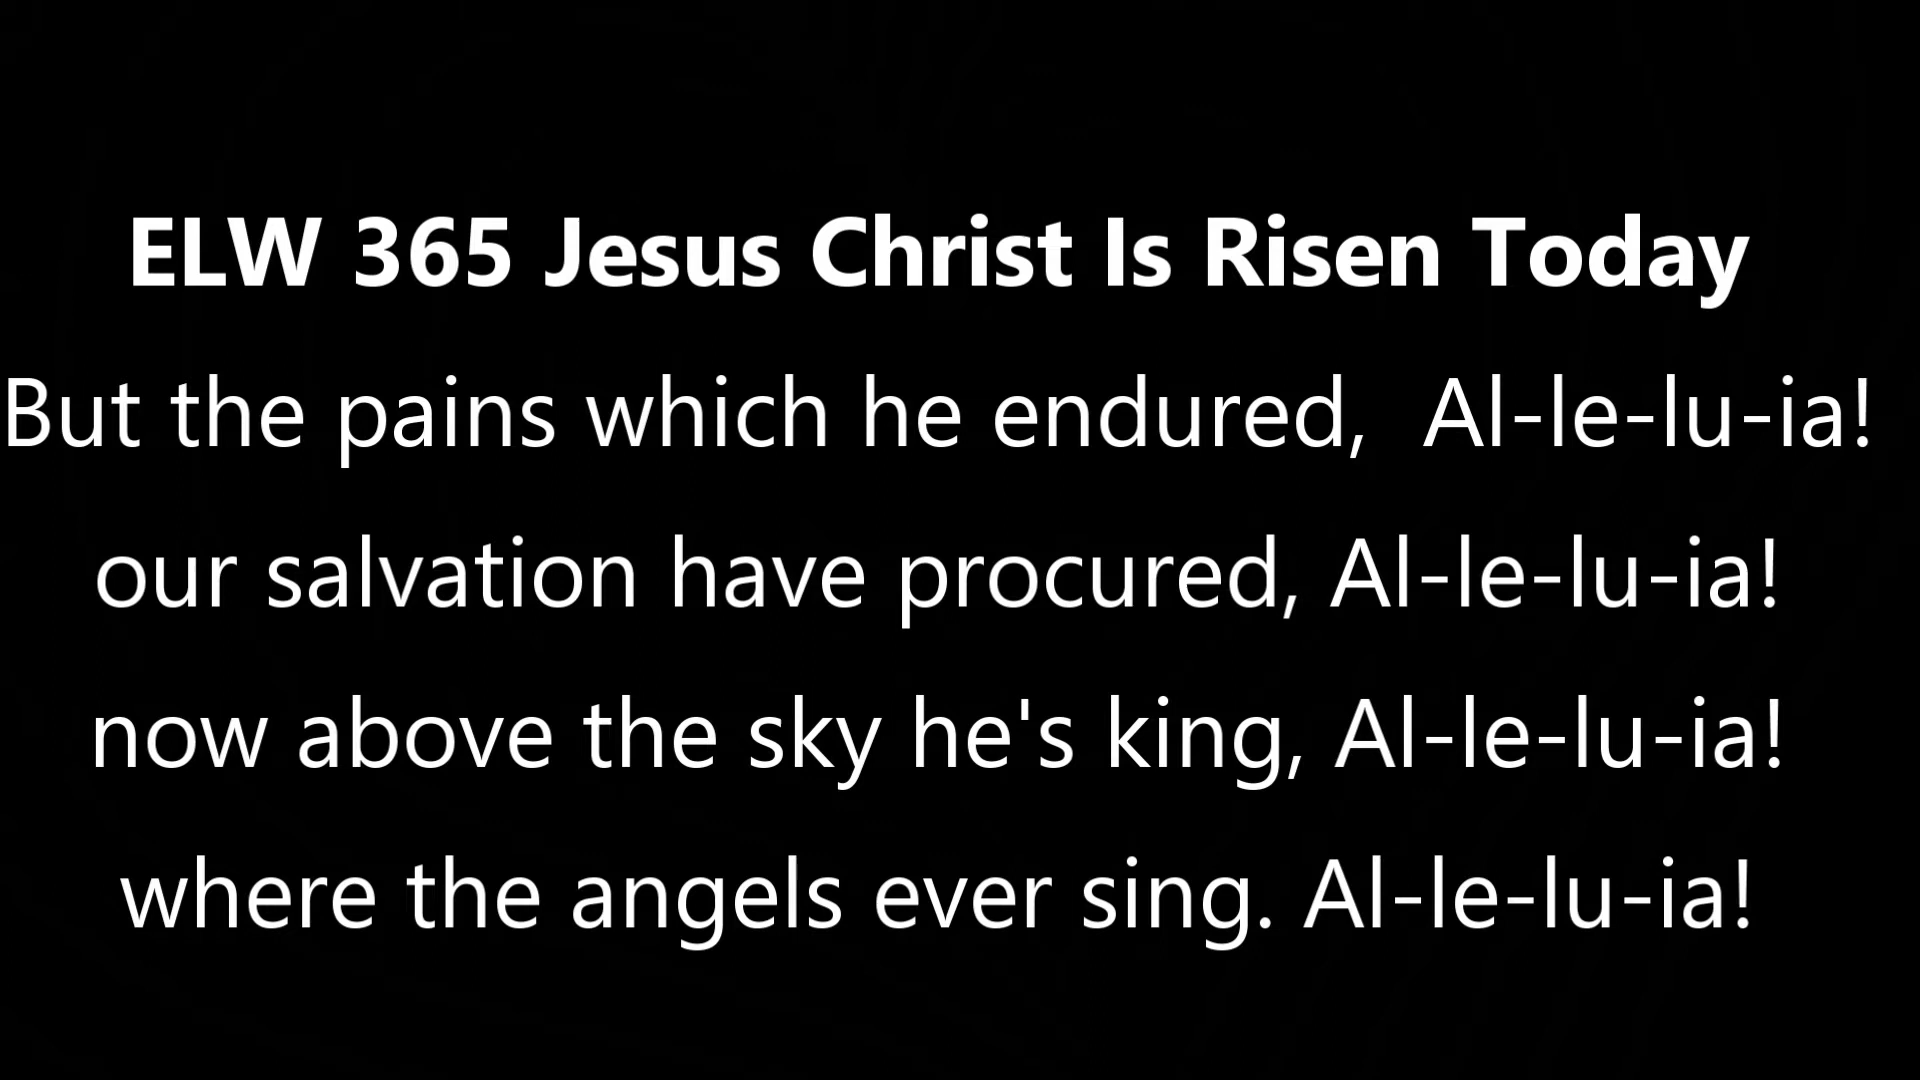 ELW 365 Jesus Christ Is Risen Today
But the pains which he endured,  Al-le-lu-ia!
our salvation have procured, Al-le-lu-ia!
now above the sky he's king, Al-le-lu-ia!
where the angels ever sing. Al-le-lu-ia!